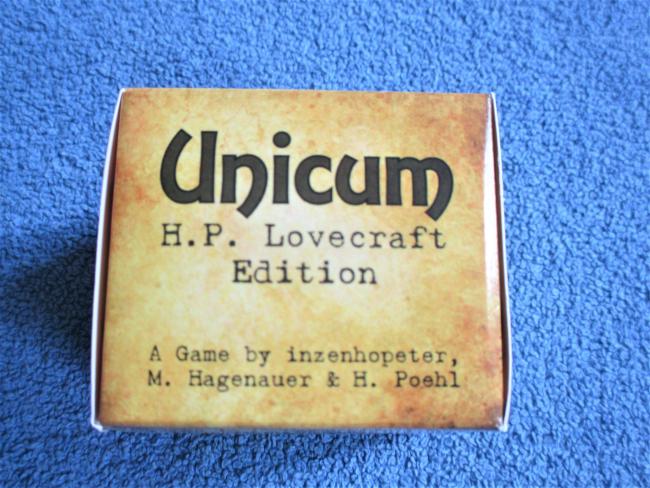 Unicum
H.P. Lovecraft
Edition
A Game by inzenhopeter,
M. Hagenauer & H. Poehl